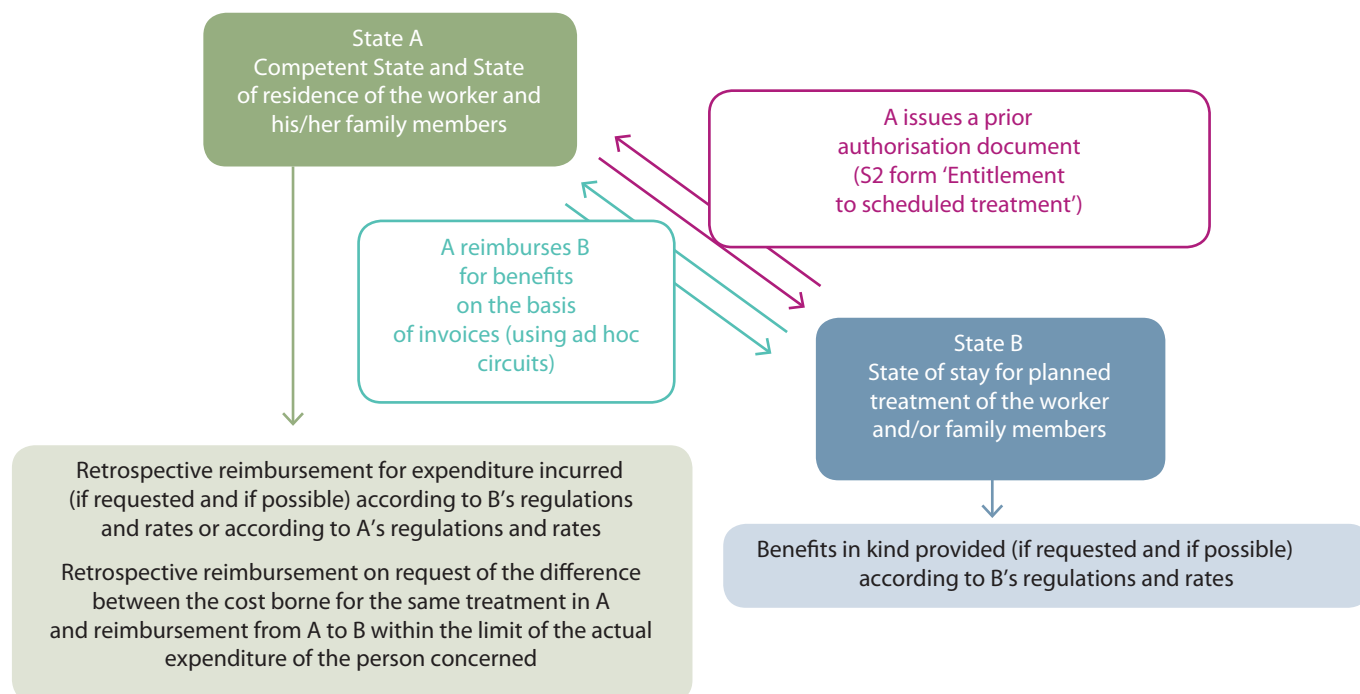 State A
Competent State and State
of residence of the worker and
his/her family members
A issues a prior
authorisation document
(S2 form ‘Entitlement
to scheduled treatment’)
A reimburses B
for benefits
on the basis
of invoices (using ad hoc
circuits)
State B
State of stay for planned
treatment of the worker
and/or family members
Retrospective reimbursement for expenditure incurred
(if requested and if possible) according to B’s regulations
and rates or according to A’s regulations and rates
Retrospective reimbursement on request of the difference
between the cost borne for the same treatment in A
and reimbursement from A to B within the limit of the actual
expenditure of the person concerned
Benefits in kind provided (if requested and if possible)
according to B’s regulations and rates